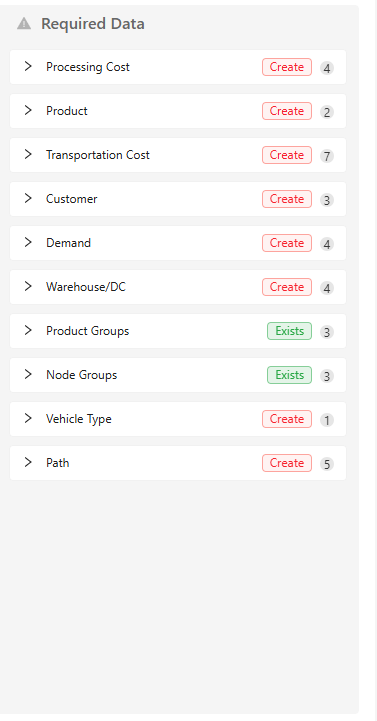 Required Data
Processing Cost Create 4
Product Create 2
Transportation Cost Create 7
Customer Create 3
Demand Create 4
Warehouse/DC Create 4
Product Groups Exists 3
Node Groups Exists 3
Vehicle Type Create 1
Path Create 5